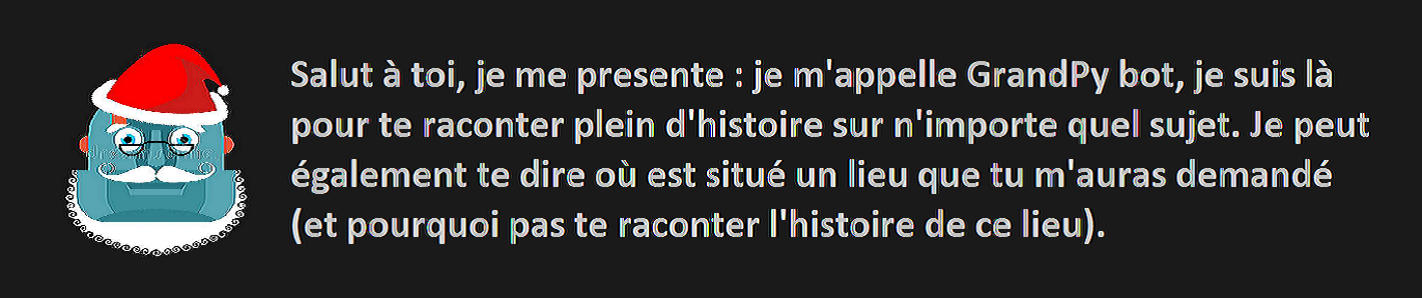 Salut à toi, je me presente : je m'appelle GrandPy bot, je suis là
pour te raconter plein d'histoire sur n'importe quel sujet. Je peut
également te dire où est situé un lieu que tu m'auras demandé
(et pourquoi pas te raconter l'histoire de ce lieu).